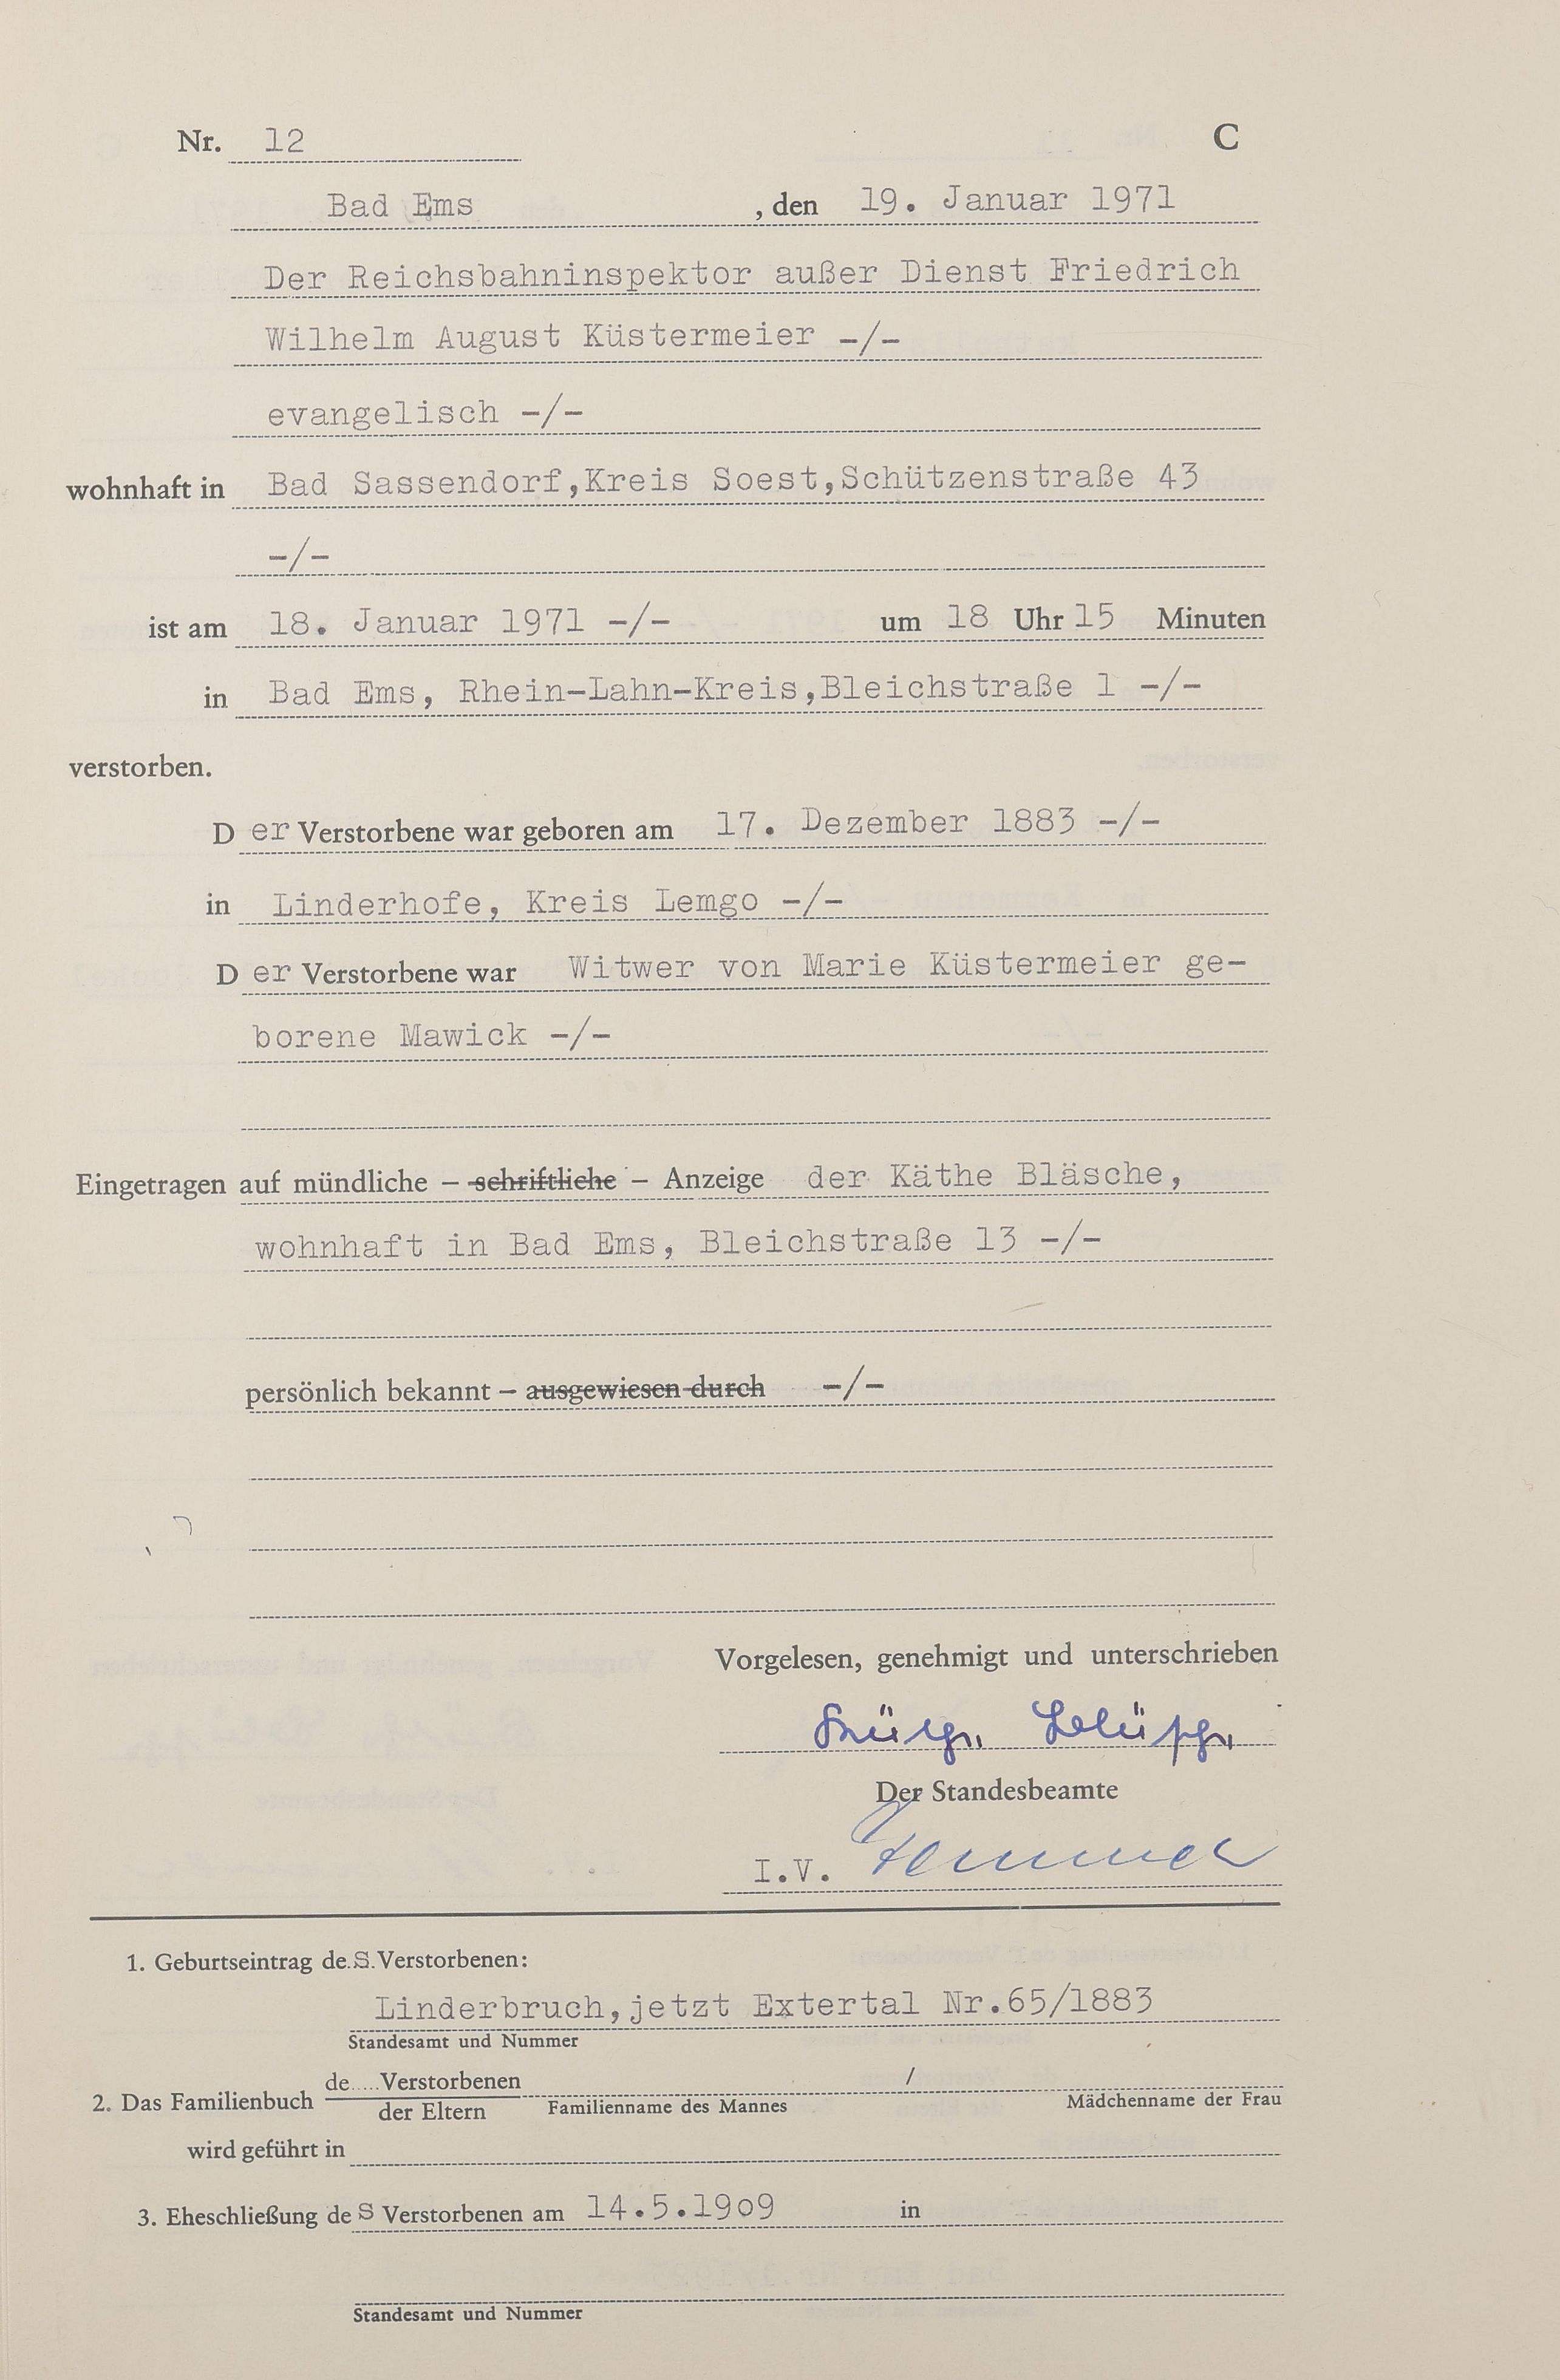 Nr. 12 C
Bad Ems , den 19. Januar 1971
Der Reichsbahninspektor außer Dienst Friedrich
Wilhelm August Küstermeier -/-
evangelisch -/-
wohnhaft in Bad Sassendorf,Kreis Soest,Schützenstraße 43
-/-
ist am 18. Januar 1971 -/- um 18 Uhr 15 Minuten
in Bad Ems, Rhein-Lahn-Kreis,Bleichstraße 1 -/-
verstorben.
D er Verstorbene war geboren am 17. Dezember 1883 -/-
in Linderhofe, Kreis Lemgo -/-
D er Verstorbene war Witwer von Marie Küstermeier ge-
borene Mawick -/-
Eingetragen auf mündliche – schriftliche – Anzeige der Käthe Bläsche,
wohnhaft in Bad Ems, Bleichstraße 13 -/-
persönlich bekannt – ausgewiesen durch -/-
Vorgelesen, genehmigt und unterschrieben
Der Standesbeamte
I.V.
1. Geburtseintrag de.s.Verstorbenen:
Linderbruch,jetzt Extertal Nr.65/1883
Standesamt und Nummer
de.....Verstorbenen /
2. Das Familienbuch der Eltern Familienname des Mannes Mädchenname der Frau
wird geführt in
3. Eheschließung de s Verstorbenen am 14.5.1909 in
Standesamt und Nummer